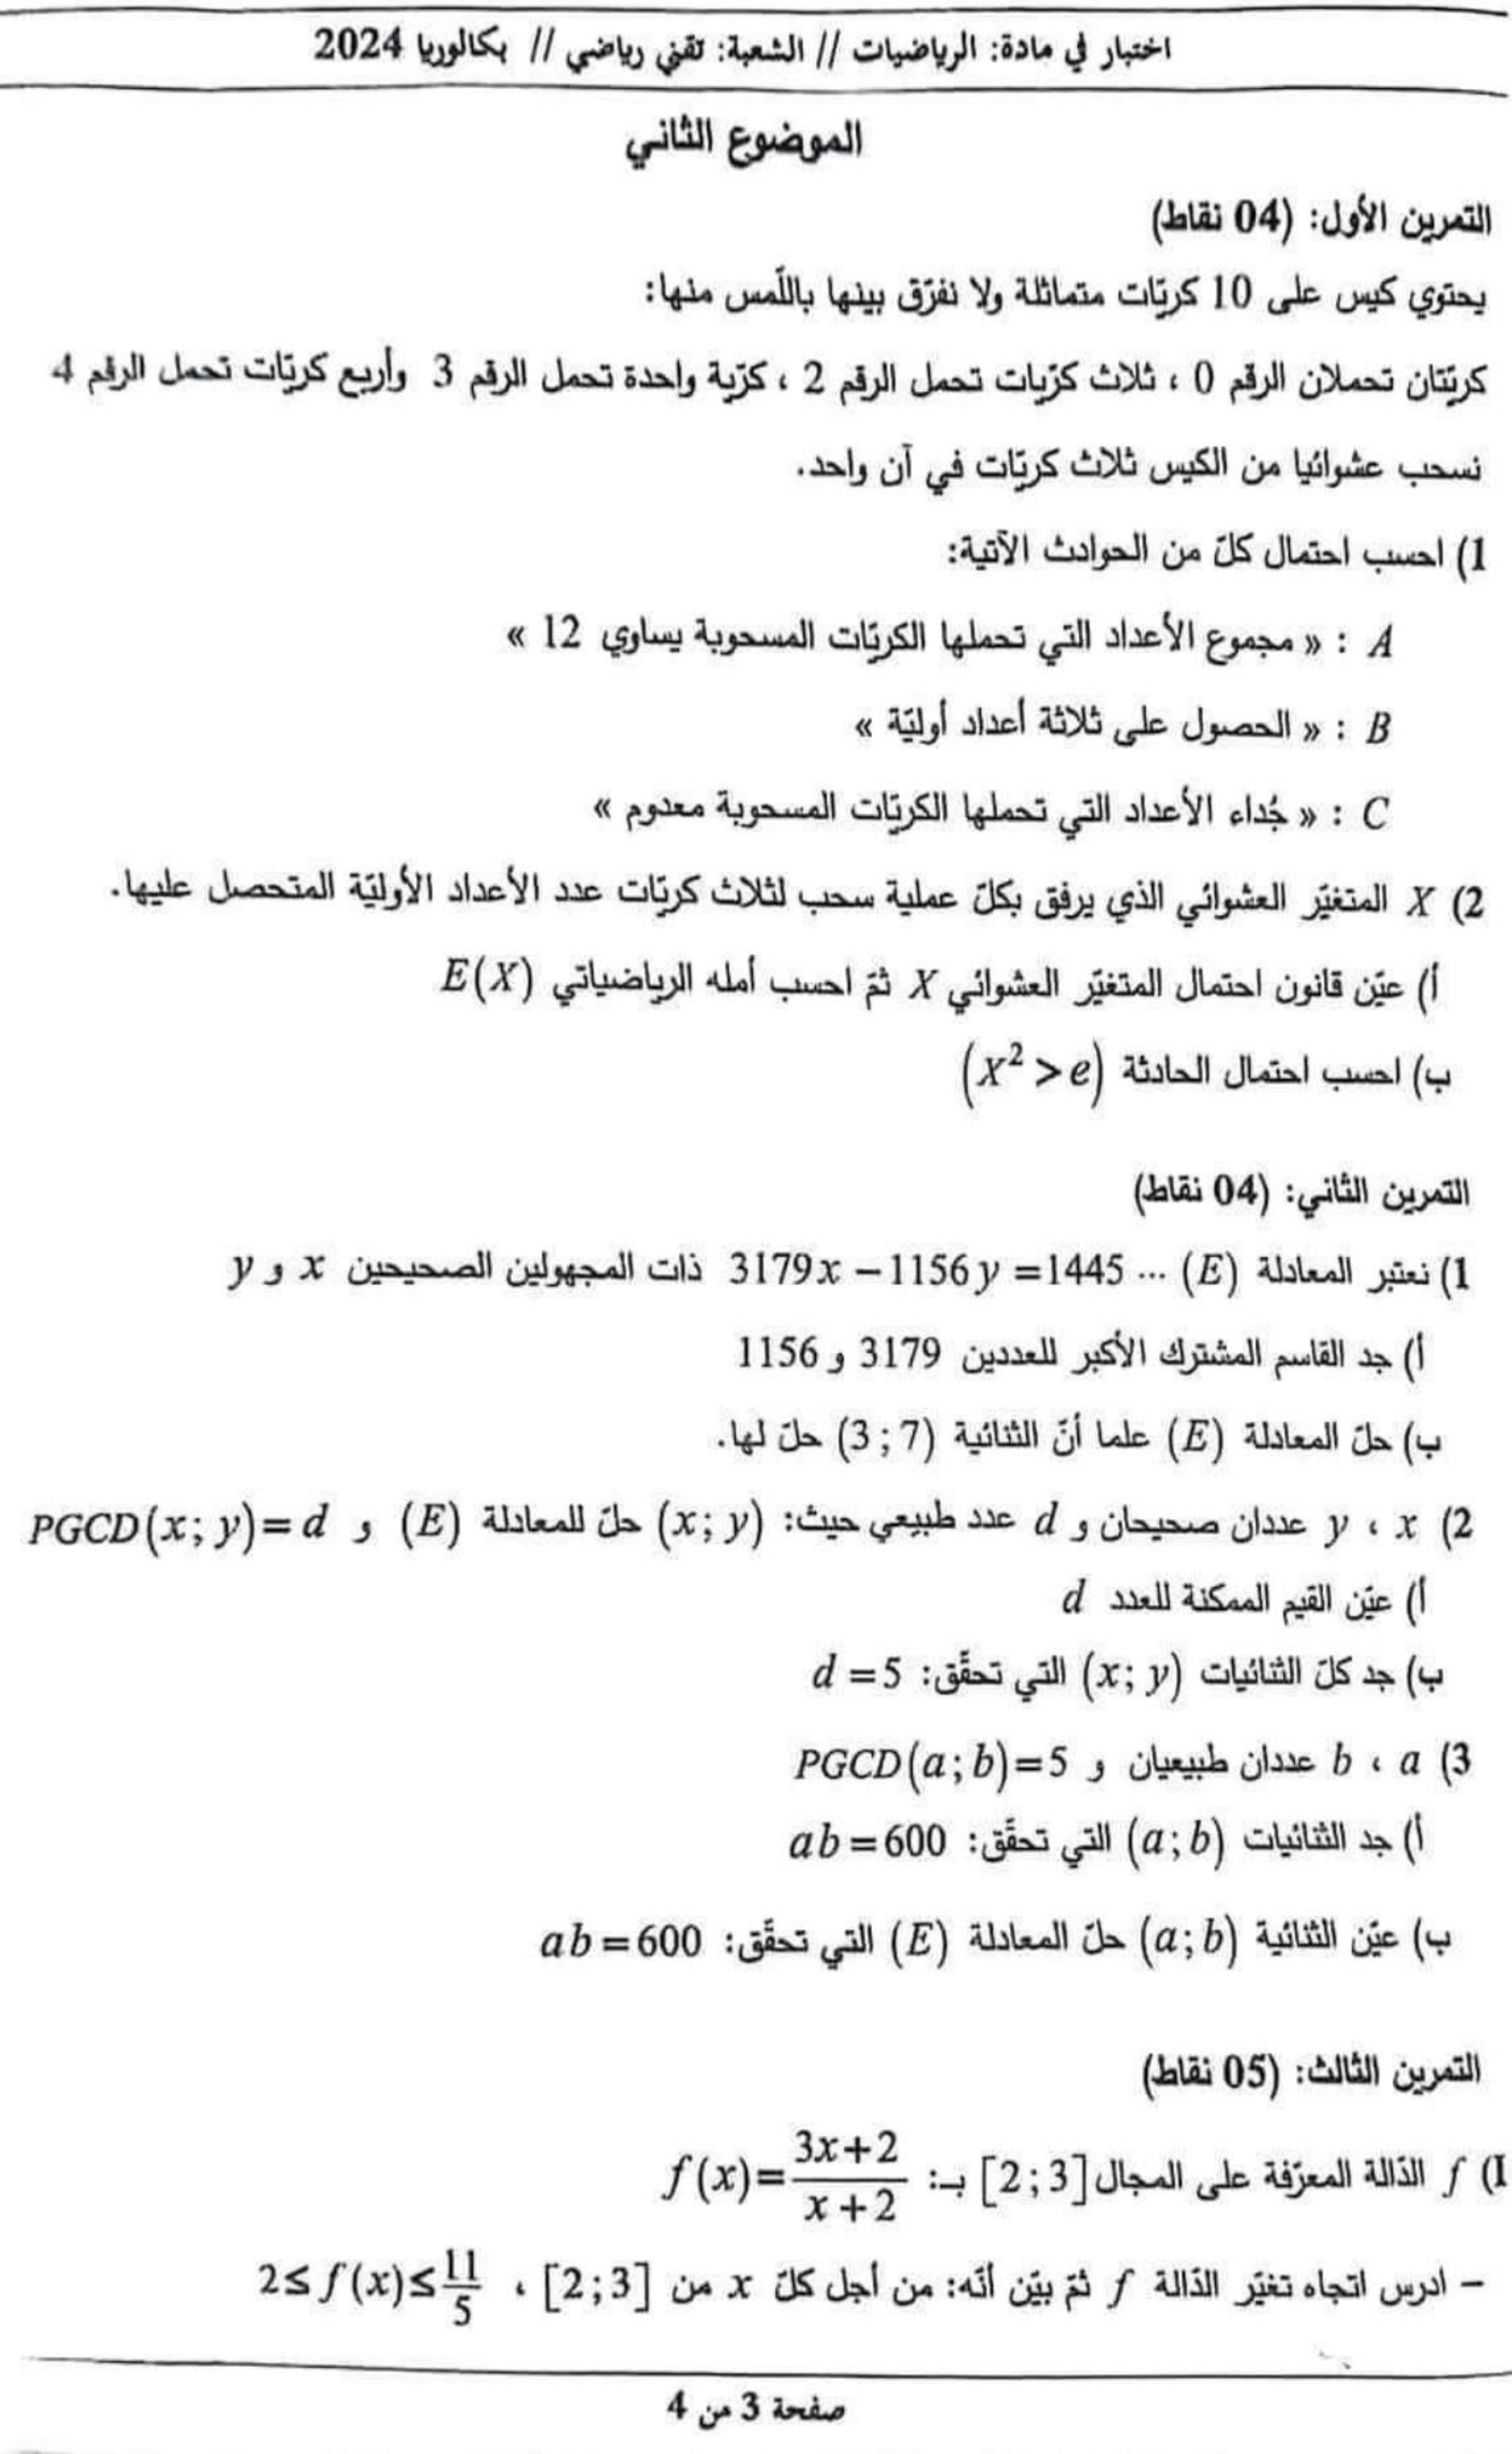 اختبار في مادة: الرياضيات // الشعبة: تقني رياضي // بكالوريا 2024
الموضوع الثاني
التمرين الأول: (04 نقاط)
يحتوي كيس على 10 كريّات متماثلة ولا نفرّق بينها باللّمس منها:
كريّتان تحملان الرقم 0 ، ثلاث كرّيات تحمل الرقم 2 ، كرّية واحدة تحمل الرقم 3 وأربع كريّات تحمل الرقم 4
نسحب عشوائيا من الكيس ثلاث كريّات في آن واحد.
1) احسب احتمال كلّ من الحوادث الآتية:
A : « مجموع الأعداد التي تحملها الكريّات المسحوبة يساوي 12 »
B : « الحصول على ثلاثة أعداد أوليّة »
C : « جُداء الأعداد التي تحملها الكريّات المسحوبة معدوم »
2) X المتغيّر العشوائي الذي يرفق بكلّ عملية سحب لثلاث كريّات عدد الأعداد الأوليّة المتحصل عليها.
أ) عيّن قانون احتمال المتغيّر العشوائي X ثمّ احسب أمله الرياضياتي E(X)
ب) احسب احتمال الحادثة (X² > e)
التمرين الثاني: (04 نقاط)
1) نعتبر المعادلة (E) ... 3179x − 1156y = 1445 ذات المجهولين الصحيحين x و y
أ) جد القاسم المشترك الأكبر للعددين 3179 و 1156
ب) حلّ المعادلة (E) علما أنّ الثنائية (3 ; 7) حلّ لها.
2) x ، y عددان صحيحان و d عدد طبيعي حيث: (x; y) حلّ للمعادلة (E) و PGCD(x; y) = d
أ) عيّن القيم الممكنة للعدد d
ب) جد كلّ الثنائيات (x; y) التي تحقّق: d = 5
3) a ، b عددان طبيعيان و PGCD(a; b) = 5
أ) جد الثنائيات (a; b) التي تحقّق: ab = 600
ب) عيّن الثنائية (a; b) حلّ المعادلة (E) التي تحقّق: ab = 600
التمرين الثالث: (05 نقاط)
I) f الدّالة المعرّفة على المجال [2;3] بـ: f(x) = (3x+2)/(x+2)
– ادرس اتجاه تغيّر الدّالة f ثمّ بيّن أنّه: من أجل كلّ x من [2;3] ، 2 ≤ f(x) ≤ 11/5
صفحة 3 من 4